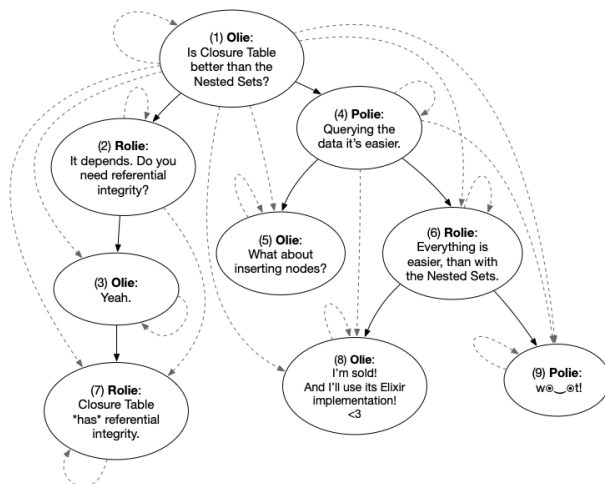 (1) Olie:
Is Closure Table
better than the
Nested Sets?
(2) Rolie:
It depends. Do you
need referential
integrity?
(4) Polie:
Querying the
data it's easier.
(3) Olie:
Yeah.
(5) Olie:
What about
inserting nodes?
(6) Rolie:
Everything is
easier, than with
the Nested Sets.
(7) Rolie:
Closure Table
*has* referential
integrity.
(8) Olie:
I'm sold!
And I'll use its Elixir
implementation!
<3
(9) Polie:
w๏‿๏t!